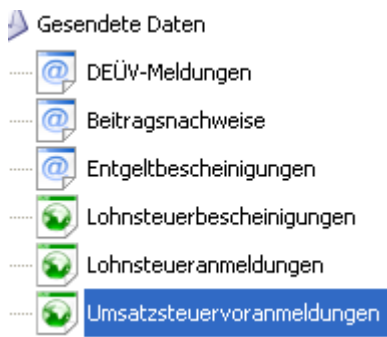 Gesendete Daten
DEÜV-Meldungen
Beitragsnachweise
Entgeltbescheinigungen
Lohnsteuerbescheinigungen
Lohnsteueranmeldungen
Umsatzsteuervoranmeldungen